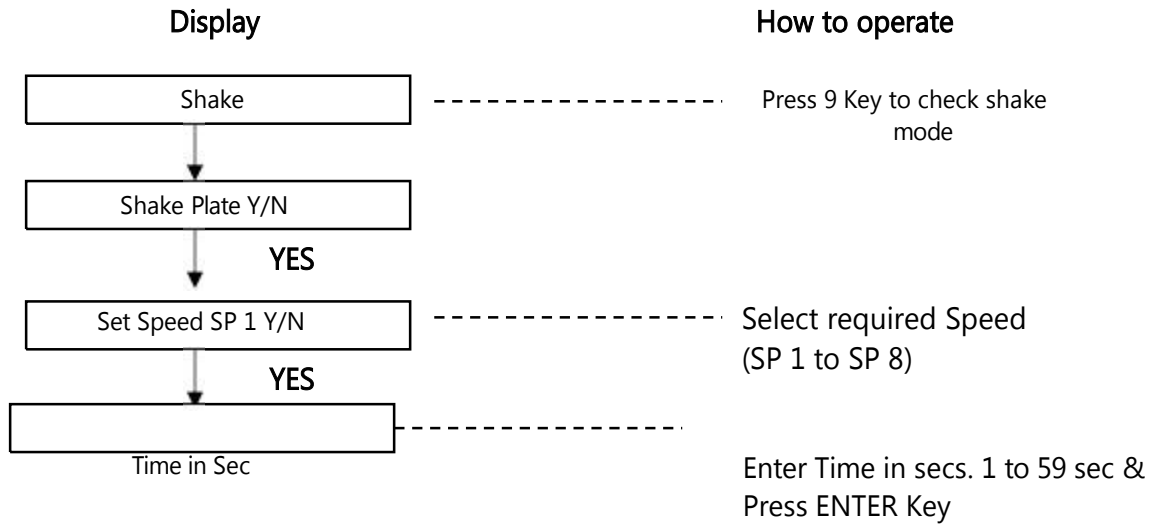 Display
How to operate
Shake
Press 9 Key to check shake
mode
Shake Plate Y/N
YES
Set Speed SP 1 Y/N
Select required Speed
(SP 1 to SP 8)
YES
Time in Sec
Enter Time in secs. 1 to 59 sec &
Press ENTER Key